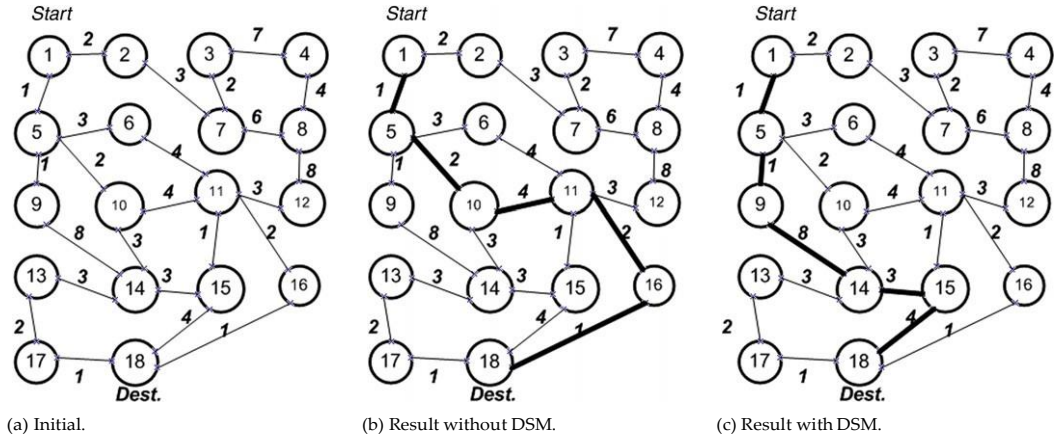 Start
1 2 2 3 7 4
1 3 2 4
5 3 6 7 6 8
1 2 4 8
9 10 4 11 3 12
8 3 1 2
13 3 14 3 15 16
2 4 1
17 1 18
Dest.
(a) Initial.
Start
1 2 2 3 7 4
1 3 2 4
5 3 6 7 6 8
1 2 4 8
9 10 4 11 3 12
8 3 1 2
13 3 14 3 15 16
2 4 1
17 1 18
Dest.
(b) Result without DSM.
Start
1 2 2 3 7 4
1 3 2 4
5 3 6 7 6 8
1 2 4 8
9 10 4 11 3 12
8 3 1 2
13 3 14 3 15 16
2 4 1
17 1 18
Dest.
(c) Result with DSM.